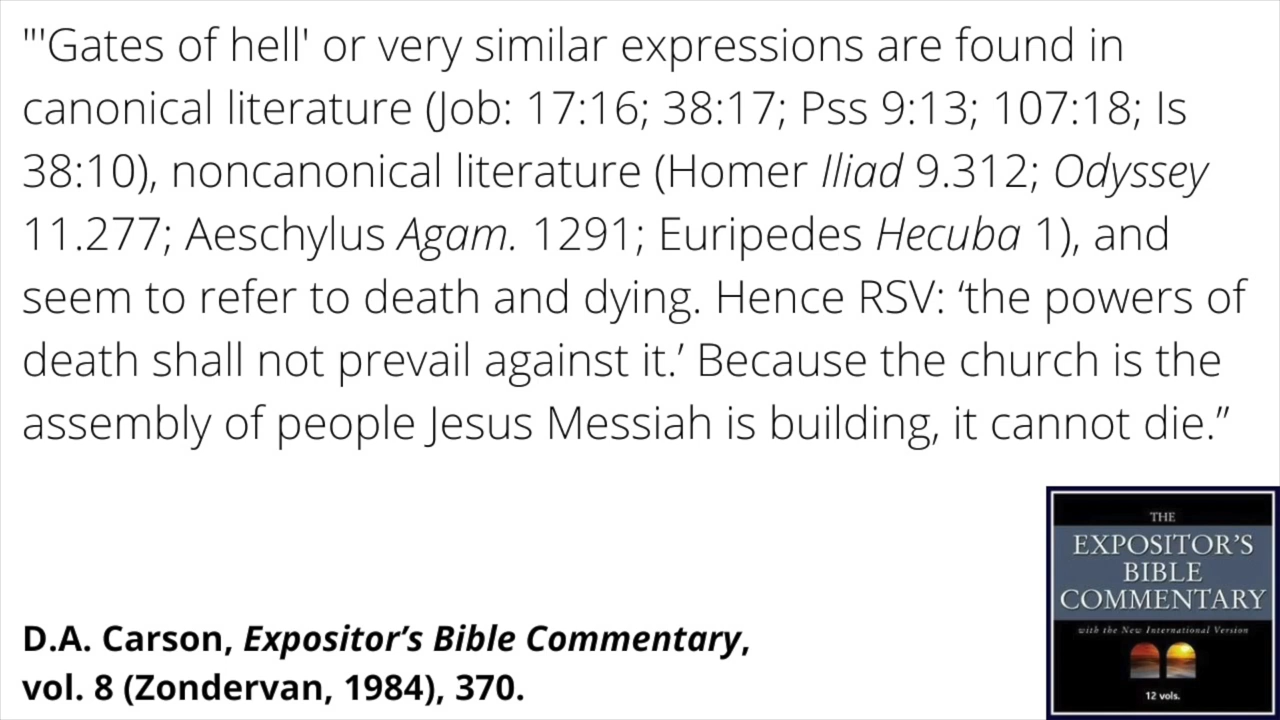 "'Gates of hell' or very similar expressions are found in
canonical literature (Job: 17:16; 38:17; Pss 9:13; 107:18; Is
38:10), noncanonical literature (Homer Iliad 9.312; Odyssey
11.277; Aeschylus Agam. 1291; Euripedes Hecuba 1), and
seem to refer to death and dying. Hence RSV: ‘the powers of
death shall not prevail against it.’ Because the church is the
assembly of people Jesus Messiah is building, it cannot die.”
D.A. Carson, Expositor’s Bible Commentary,
vol. 8 (Zondervan, 1984), 370.
THE
EXPOSITOR'S
BIBLE
COMMENTARY
with the New International Version
12 vols.